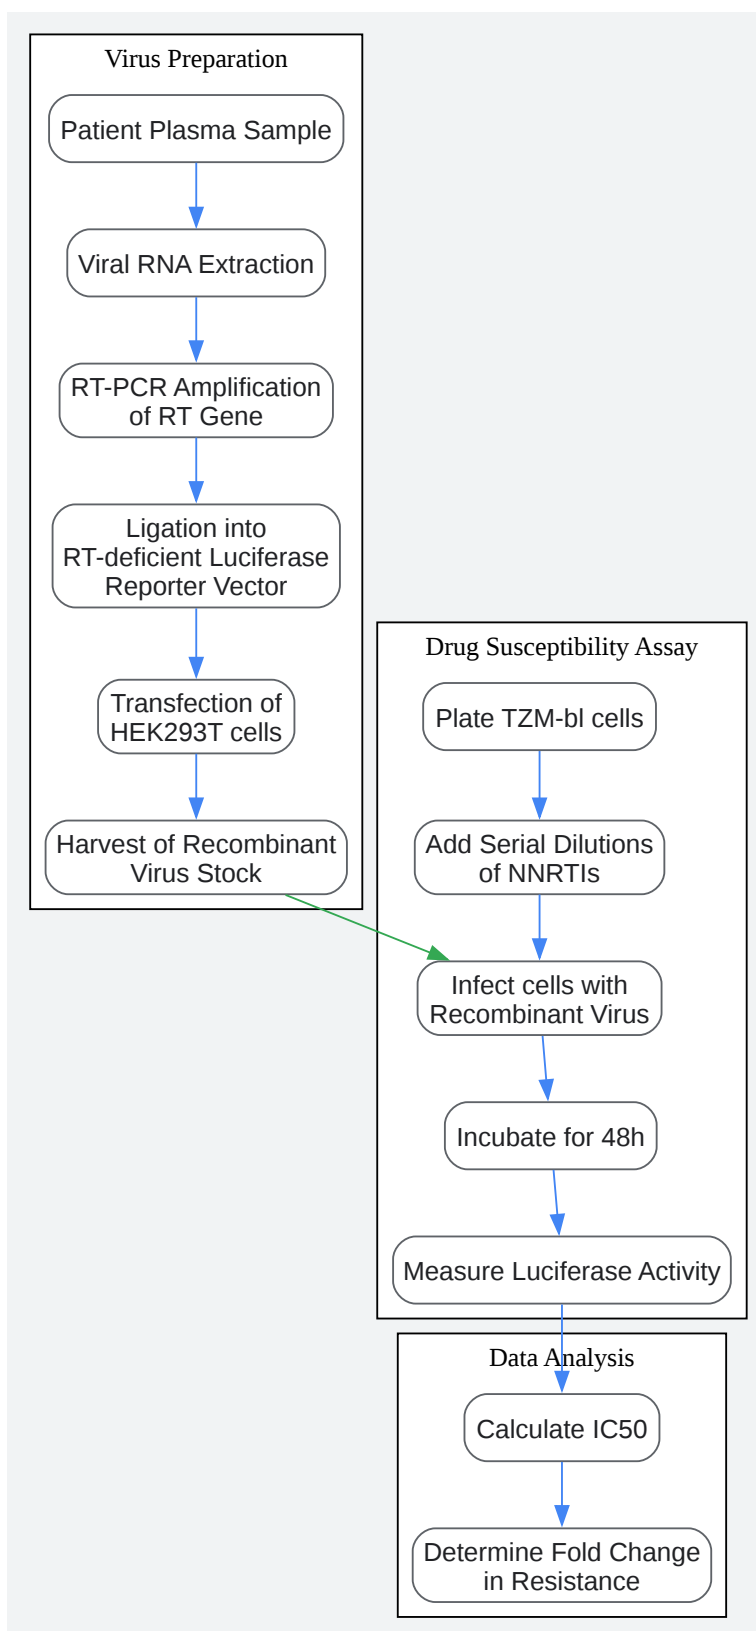 Virus Preparation
Patient Plasma Sample
Viral RNA Extraction
RT-PCR Amplification
of RT Gene
Ligation into
RT-deficient Luciferase
Reporter Vector
Transfection of
HEK293T cells
Harvest of Recombinant
Virus Stock
Drug Susceptibility Assay
Plate TZM-bl cells
Add Serial Dilutions
of NNRTIs
Infect cells with
Recombinant Virus
Incubate for 48h
Measure Luciferase Activity
Data Analysis
Calculate IC50
Determine Fold Change
in Resistance